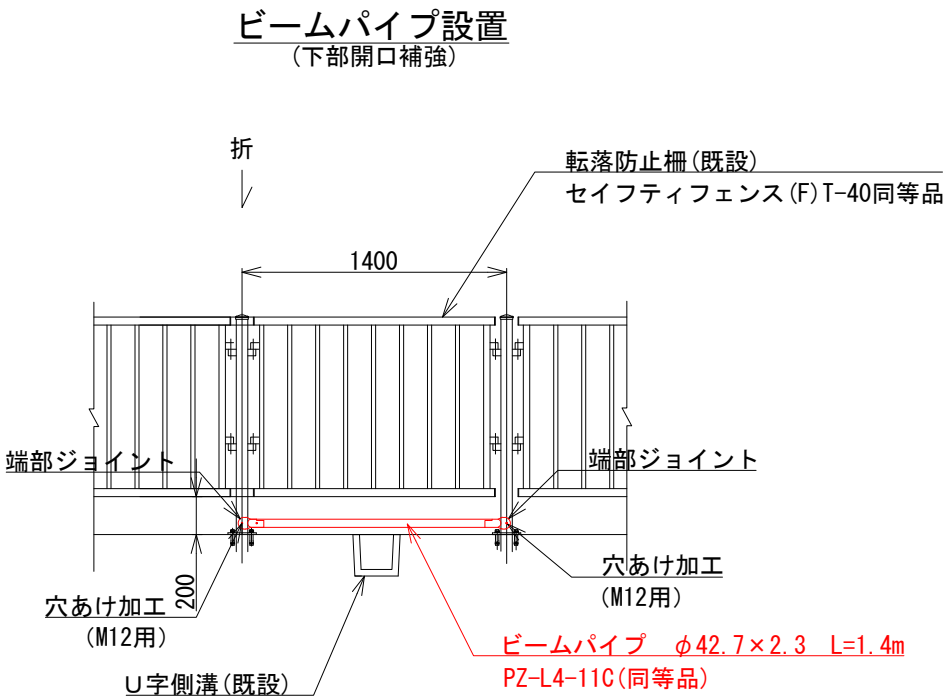 ビームパイプ設置
(下部開口補強)
折
転落防止柵(既設)
セイフティフェンス(F)T-40同等品
1400
端部ジョイント
端部ジョイント
200
穴あけ加工
(M12用)
穴あけ加工
(M12用)
ビームパイプ φ42.7×2.3 L=1.4m
PZ-L4-11C(同等品)
U字側溝(既設)